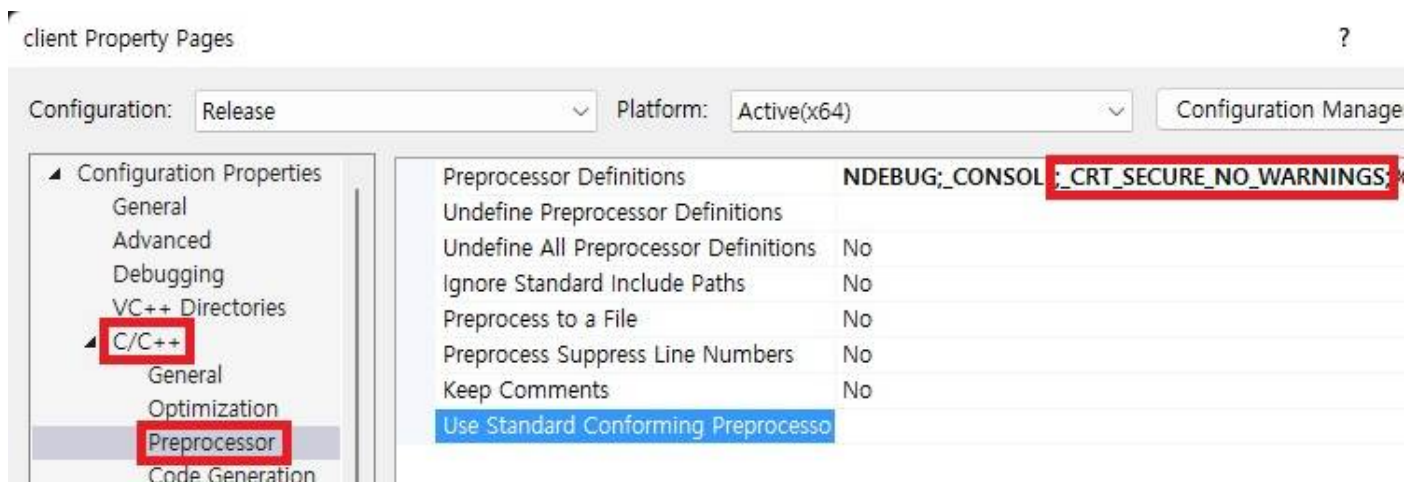 client Property Pages ?
Configuration: Release Platform: Active(x64) Configuration Manage
Configuration Properties
General
Advanced
Debugging
VC++ Directories
C/C++
General
Optimization
Preprocessor
Code Generation
Preprocessor Definitions NDEBUG;_CONSOL ;_CRT_SECURE_NO_WARNINGS;
Undefine Preprocessor Definitions
Undefine All Preprocessor Definitions No
Ignore Standard Include Paths No
Preprocess to a File No
Preprocess Suppress Line Numbers No
Keep Comments No
Use Standard Conforming Preprocesso